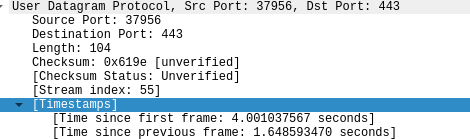 User Datagram Protocol, Src Port: 37956, Dst Port: 443
Source Port: 37956
Destination Port: 443
Length: 104
Checksum: 0x619e [unverified]
[Checksum Status: Unverified]
[Stream index: 55]
[Timestamps]
[Time since first frame: 4.001037567 seconds]
[Time since previous frame: 1.648593470 seconds]